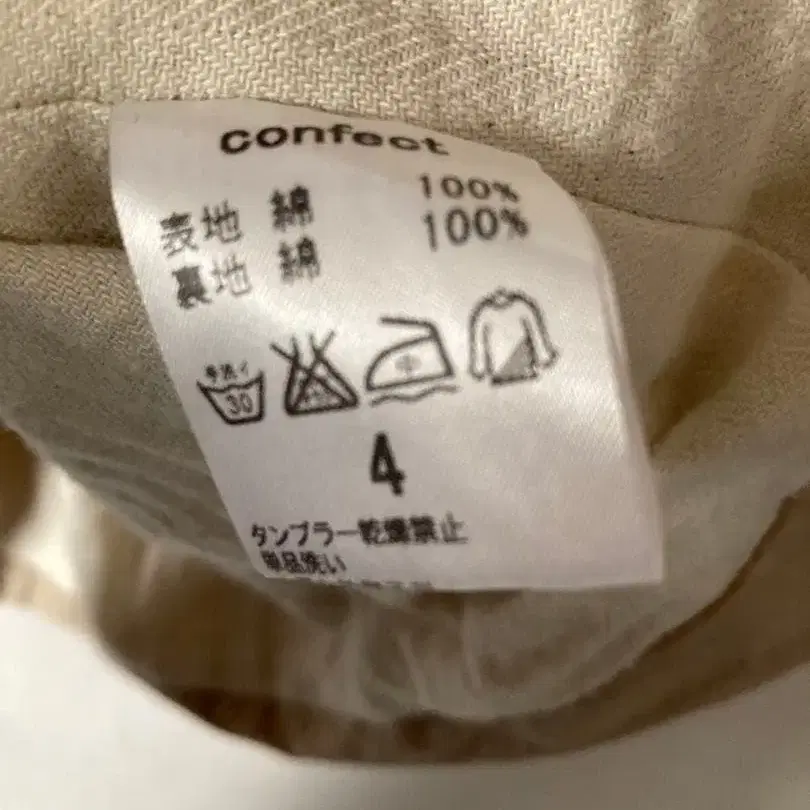 confect
表地 綿 100%
裏地 綿 100%
手洗イ
30
中
4
タンブラー乾燥禁止
単品洗い